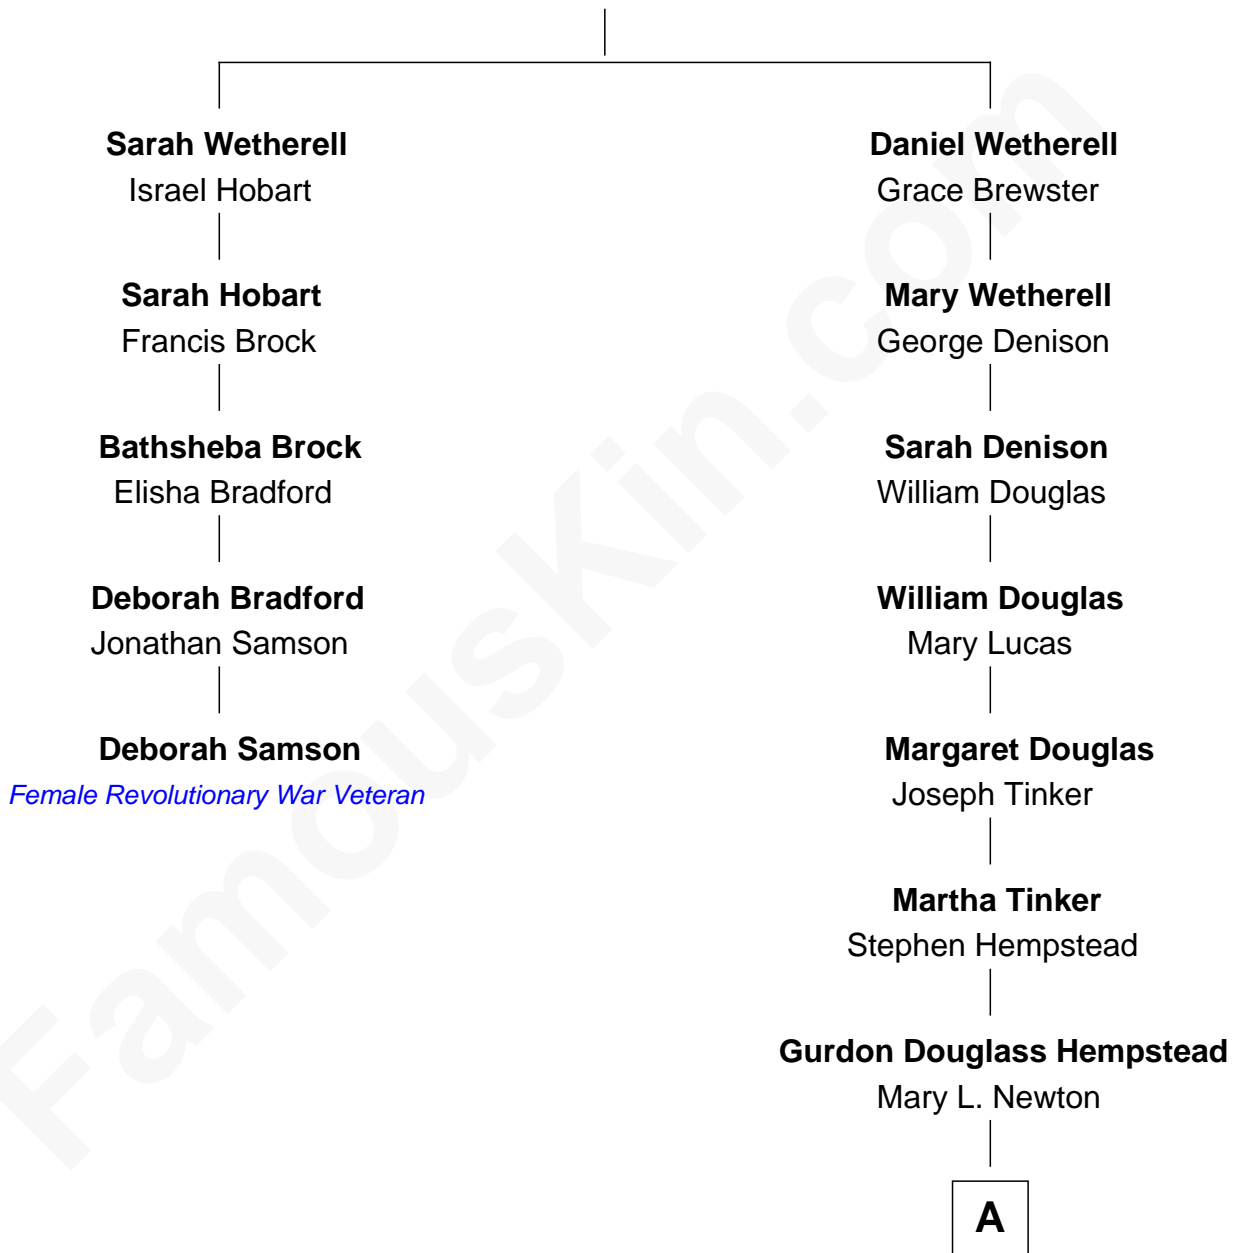 Sarah Wetherell
Israel Hobart
Sarah Hobart
Francis Brock
Bathsheba Brock
Elisha Bradford
Deborah Bradford
Jonathan Samson
Deborah Samson
Female Revolutionary War Veteran
Daniel Wetherell
Grace Brewster
Mary Wetherell
George Denison
Sarah Denison
William Douglas
William Douglas
Mary Lucas
Margaret Douglas
Joseph Tinker
Martha Tinker
Stephen Hempstead
Gurdon Douglass Hempstead
Mary L. Newton
A
FamousKin.com